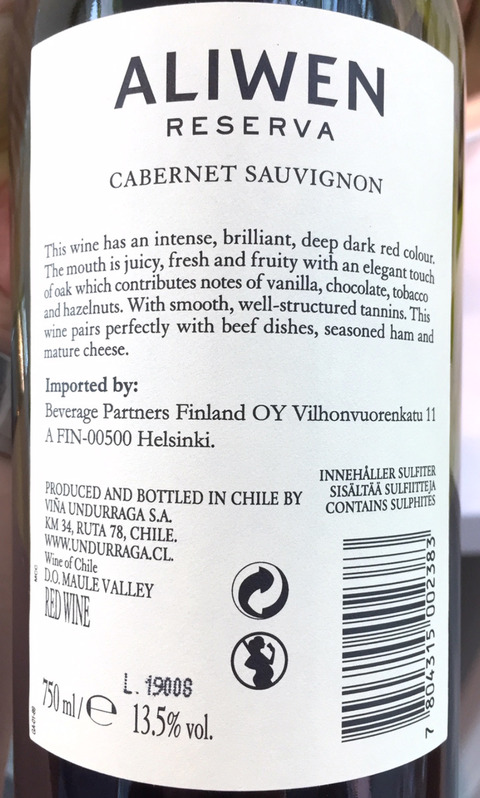 ALIWEN
RESERVA
CABERNET SAUVIGNON
This wine has an intense, brilliant, deep dark red colour.
The mouth is juicy, fresh and fruity with an elegant touch
of oak which contributes notes of vanilla, chocolate, tobacco
and hazelnuts. With smooth, well-structured tannins. This
wine pairs perfectly with beef dishes, seasoned ham and
mature cheese.
Imported by:
Beverage Partners Finland OY Vilhonvuorenkatu 11
A FIN-00500 Helsinki.
INNEHÅLLER SULFITER
SISÄLTÄÄ SULFIITTEJA
CONTAINS SULPHITES
PRODUCED AND BOTTLED IN CHILE BY
VIÑA UNDURRAGA S.A.
KM 34, RUTA 78, CHILE.
WWW.UNDURRAGA.CL.
Wine of Chile
D.O. MAULE VALLEY
RED WINE
MCC
L.19008
750 ml/e 13.5% vol.
7 804315 002383